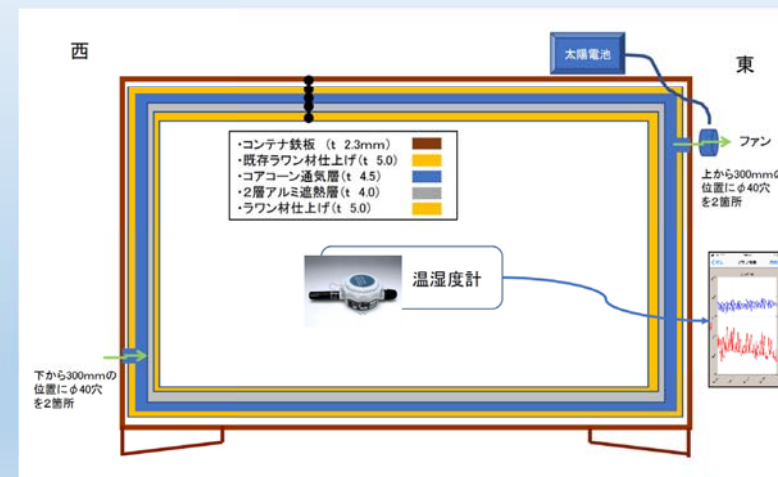 西
太陽電池
東
ファン
上から300mmの
位置にφ40穴
を2箇所
・コンテナ鉄板 (t 2.3mm)
・既存ラワン材仕上げ(t 5.0)
・コアコーン通気層(t 4.5)
・2層アルミ遮熱層(t 4.0)
・ラワン材仕上げ(t 5.0)
温湿度計
下から300mmの
位置にφ40穴
を2箇所